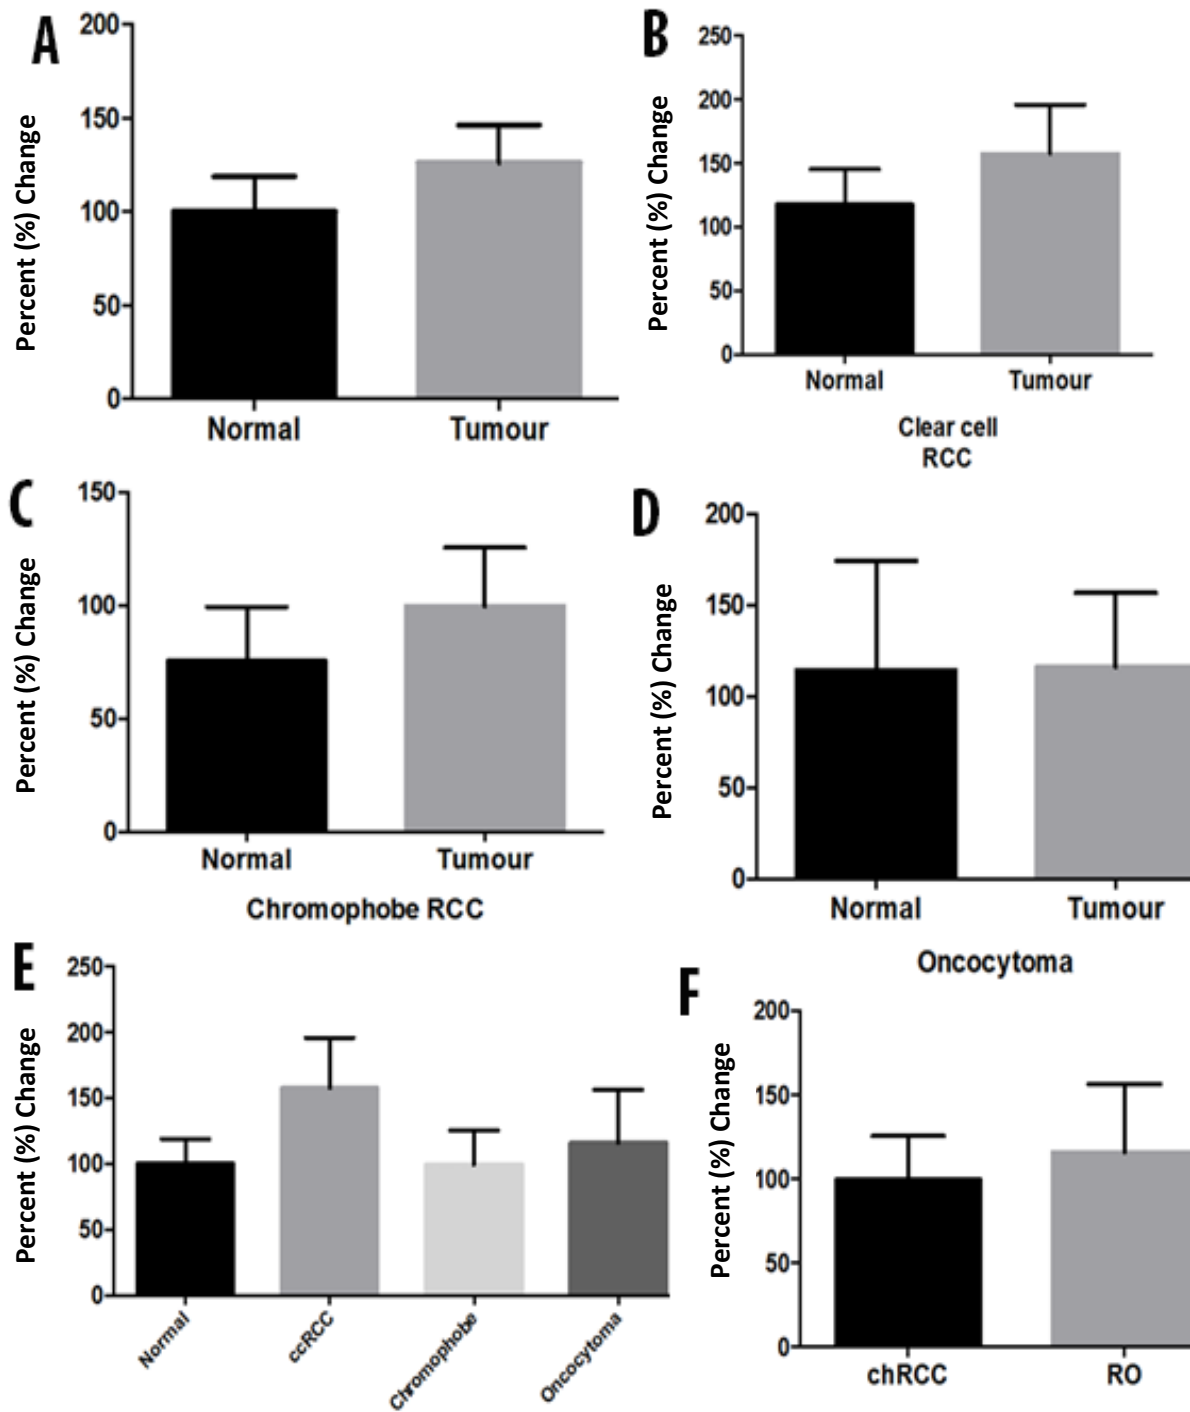 A
Percent (%) Change
200
150
100
50
0
Normal
Tumour
B
Percent (%) Change
250
200
150
100
50
0
Normal
Tumour
Clear cell
RCC
C
Percent (%) Change
150
100
50
0
Normal
Tumour
Chromophobe RCC
D
Percent (%) Change
200
150
100
50
0
Normal
Tumour
Oncocytoma
E
Percent (%) Change
250
200
150
100
50
0
Normal
ccRCC
Chromophobe
Oncocytoma
F
Percent (%) Change
200
150
100
50
0
chRCC
RO